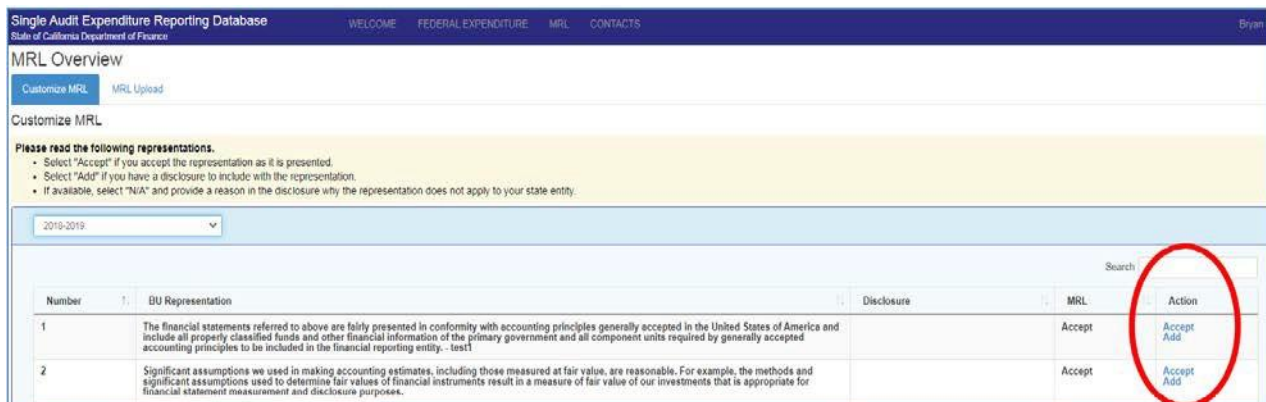 Single Audit Expenditure Reporting Database
State of California Department of Finance
WELCOME FEDERAL EXPENDITURE MRL CONTACTS
Bryan
MRL Overview
Customize MRL MRL Upload
Customize MRL
Please read the following representations.
• Select "Accept" if you accept the representation as it is presented.
• Select "Add" if you have a disclosure to include with the representation.
• If available, select "N/A" and provide a reason in the disclosure why the representation does not apply to your state entity.
2018-2019
Search
Number BU Representation Disclosure MRL Action
1 The financial statements referred to above are fairly presented in conformity with accounting principles generally accepted in the United States of America and Accept Accept
include all properly classified funds and other financial information of the primary government and all component units required by generally accepted Add
accounting principles to be included in the financial reporting entity. - test1
2 Significant assumptions we used in making accounting estimates, including those measured at fair value, are reasonable. For example, the methods and Accept Accept
significant assumptions used to determine fair values of financial instruments result in a measure of fair value of our investments that is appropriate for Add
financial statement measurement and disclosure purposes.